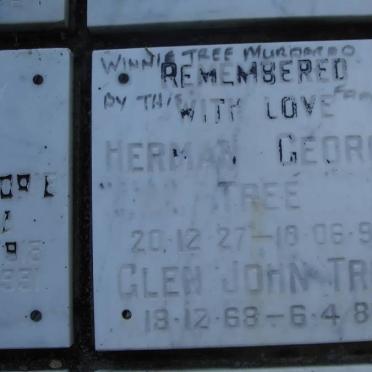 WINNIE TREE MURDERED
REMEMBERED
BY THIS
WITH LOVE
HERMAN GEORG
TREE
20.12 27-18 06.9
GLEN JOHN TR
18·12·68-6·4 8